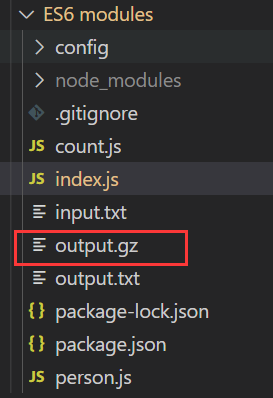 ES6 modules
config
node_modules
.gitignore
JS count.js
JS index.js
input.txt
output.gz
output.txt
{ } package-lock.json
{ } package.json
JS person.js